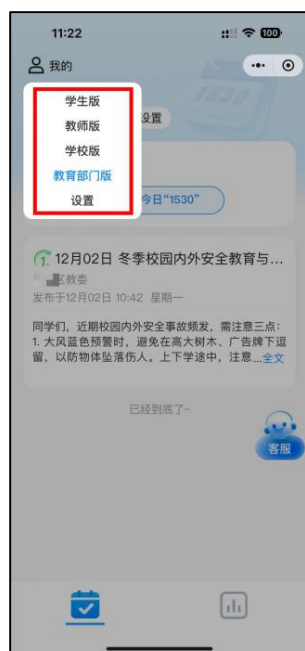 11:22
100
我的
学生版
教师版
学校版
教育部门版
设置
设置
今日“1530”
1530
12月02日 冬季校园内外安全教育与...
区教委
发布于12月02日 10:42 星期一
同学们，近期校园内外安全事故频发，需注意三点：
1. 大风蓝色预警时，避免在高大树木、广告牌下逗
留，以防物体坠落伤人。上下学途中，注意...全文
已经到底了~
客服